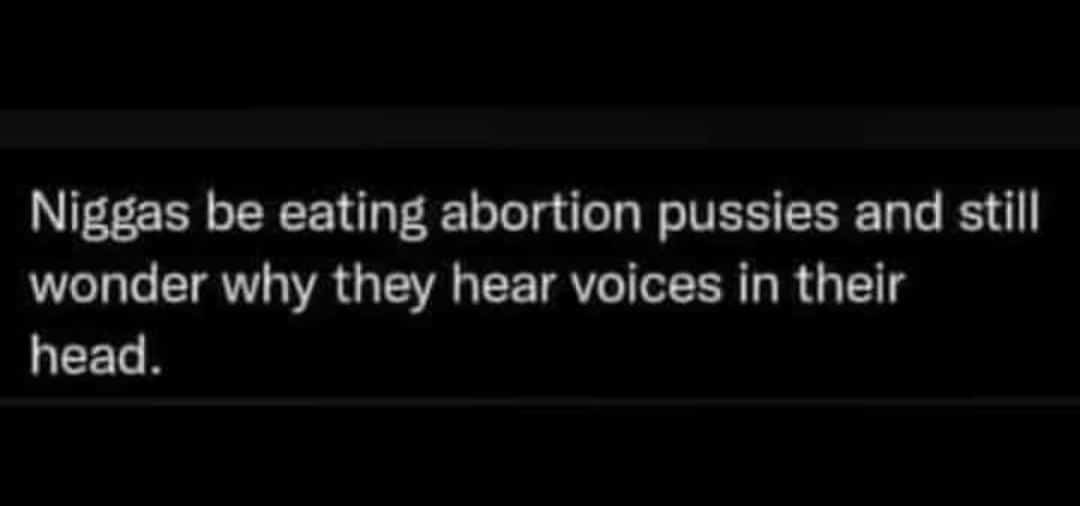 Niggas be eating abortion pussies and still
wonder why they hear voices in their
head.